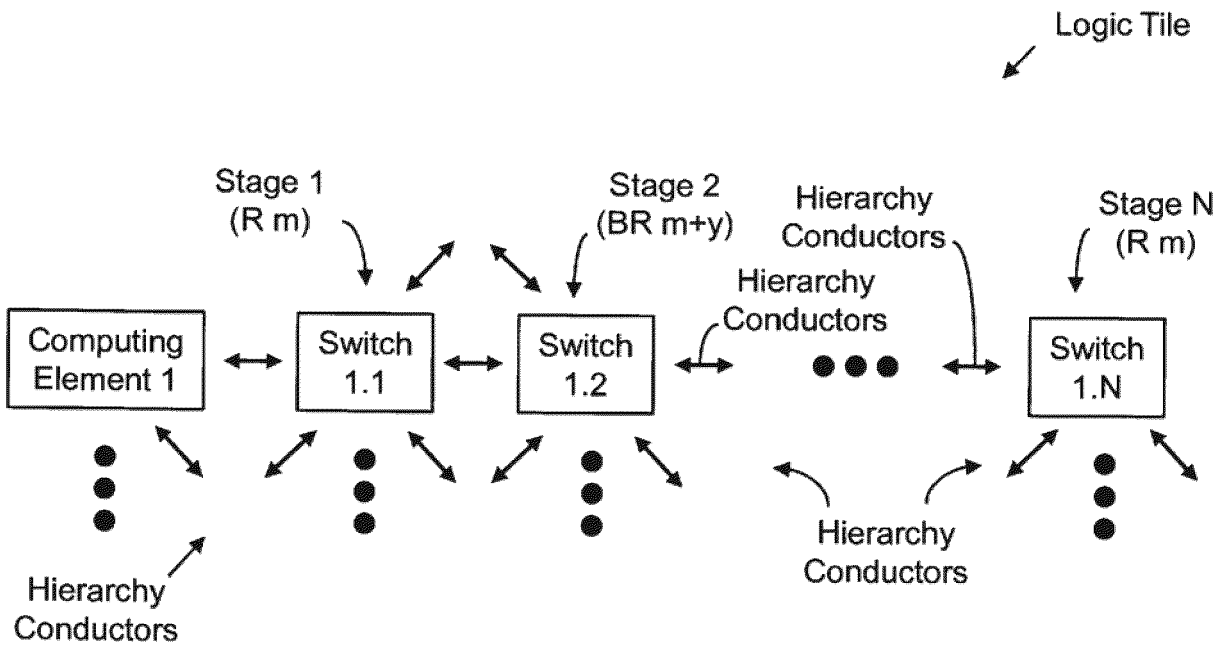 Logic Tile
Stage 1
(R m)
Stage 2
(BR m+y)
Hierarchy
Conductors
Stage N
(R m)
Hierarchy
Conductors
Computing
Element 1
Switch
1.1
Switch
1.2
Switch
1.N
Hierarchy
Conductors
Hierarchy
Conductors